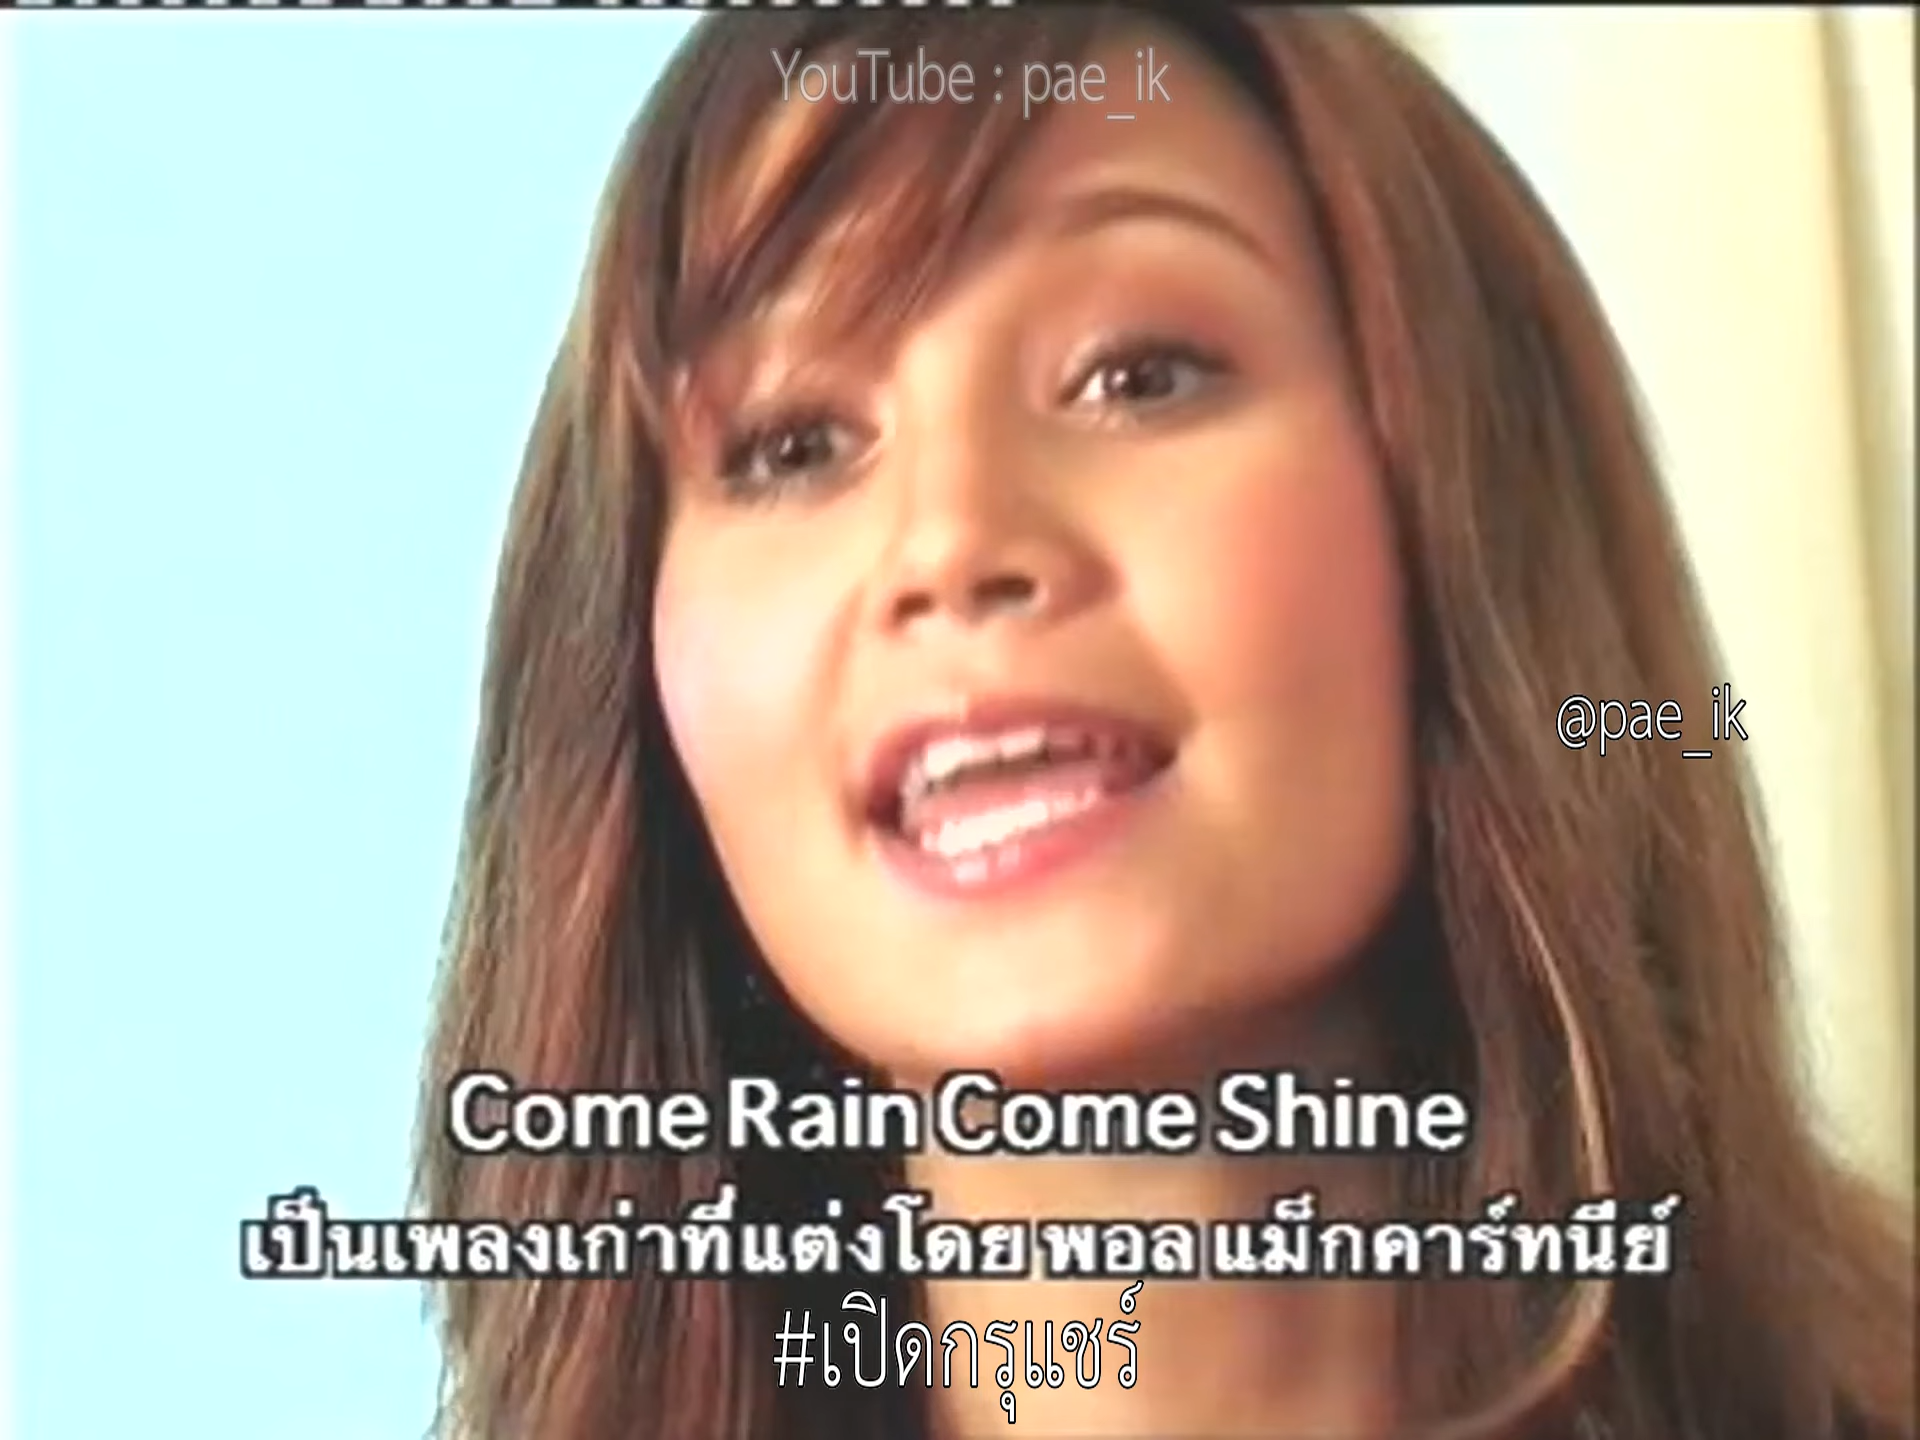 YouTube : pae_ik
@pae_ik
Come Rain Come Shine
เป็นเพลงเก่าที่แต่งโดย พอล แม็กคาร์ทนีย์
#เปิดกรุแชร์